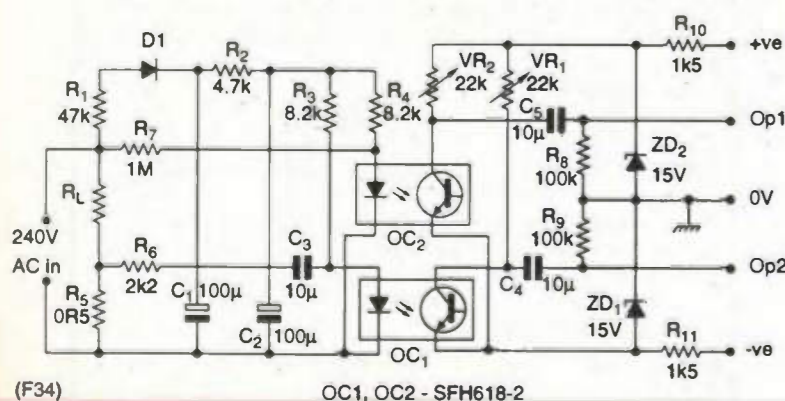 D1
R2
4.7k
R1
47k
R3
8.2k
R4
8.2k
VR2
22k
VR1
22k
R10
1k5
+ve
R7
1M
C5
10µ
Op1
R8
100k
ZD2
15V
RL
OC2
0V
240V
AC in
R6
2k2
C3
10µ
R9
100k
C4
10µ
Op2
R5
0R5
C1
100µ
C2
100µ
OC1
ZD1
15V
R11
1k5
-ve
(F34)
OC1, OC2 - SFH618-2